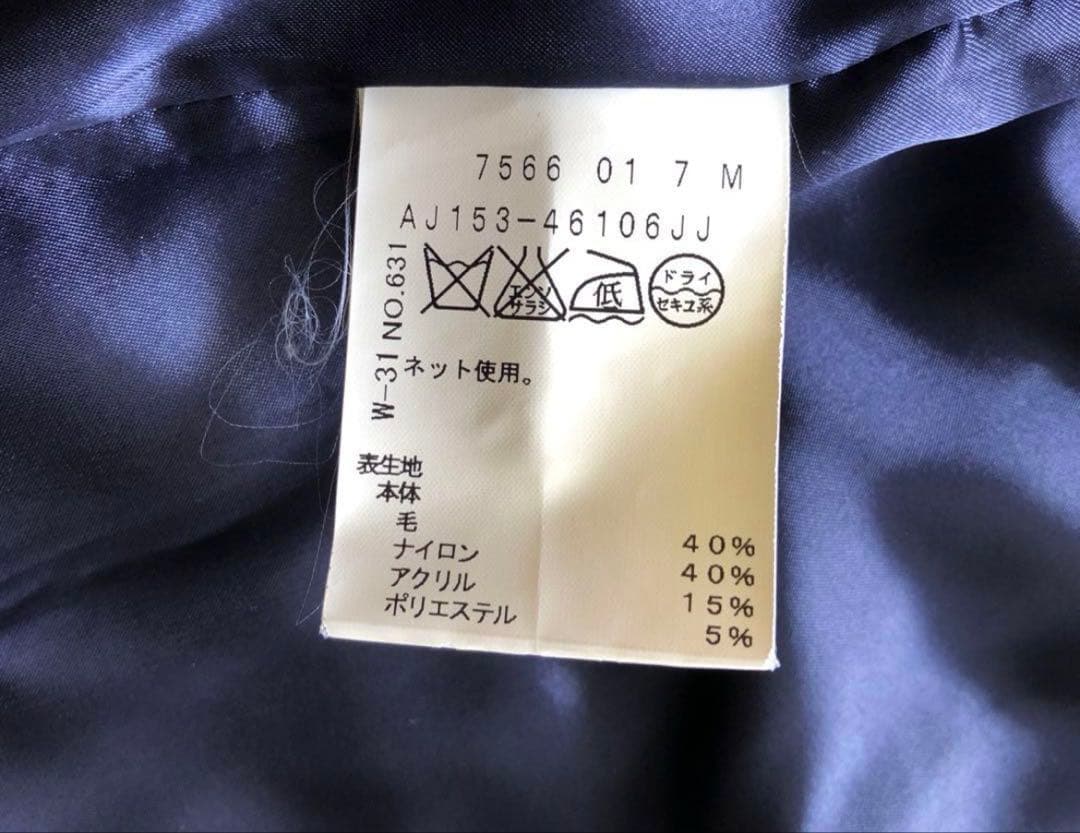 7566 01 7 M
AJ153-46106JJ
エンソ
サラシ
低
ドライ
セキユ系
W-31 NO.631
ネット使用。
表生地
本体
毛 40%
ナイロン 40%
アクリル 15%
ポリエステル 5%